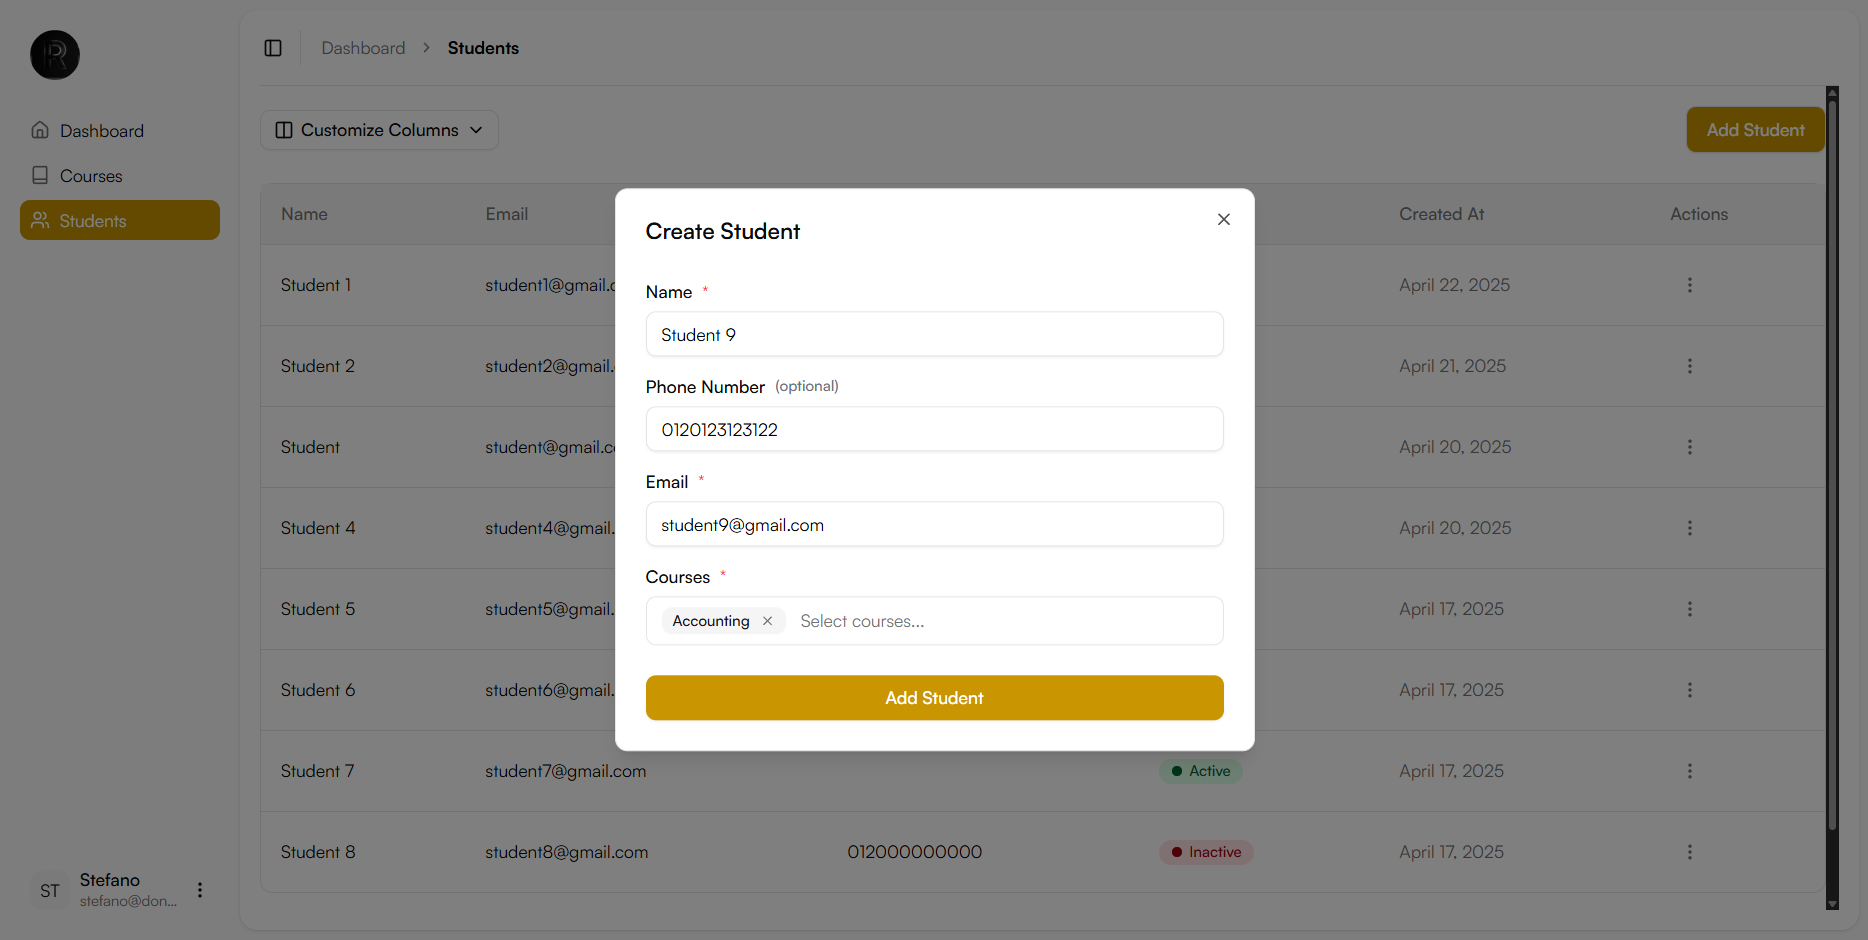 R
Dashboard > Students
Dashboard
Courses
Students
Customize Columns
Add Student
Name Email Created At Actions
Student 1 student1@gmail.c April 22, 2025
Student 2 student2@gmail. April 21, 2025
Student student@gmail.c April 20, 2025
Student 4 student4@gmail. April 20, 2025
Student 5 student5@gmail. April 17, 2025
Student 6 student6@gmail. April 17, 2025
Student 7 student7@gmail.com Active April 17, 2025
Student 8 student8@gmail.com 012000000000 Inactive April 17, 2025
Create Student
Name *
Student 9
Phone Number (optional)
0120123123122
Email *
student9@gmail.com
Courses *
Accounting × Select courses...
Add Student
ST
Stefano
stefano@don...